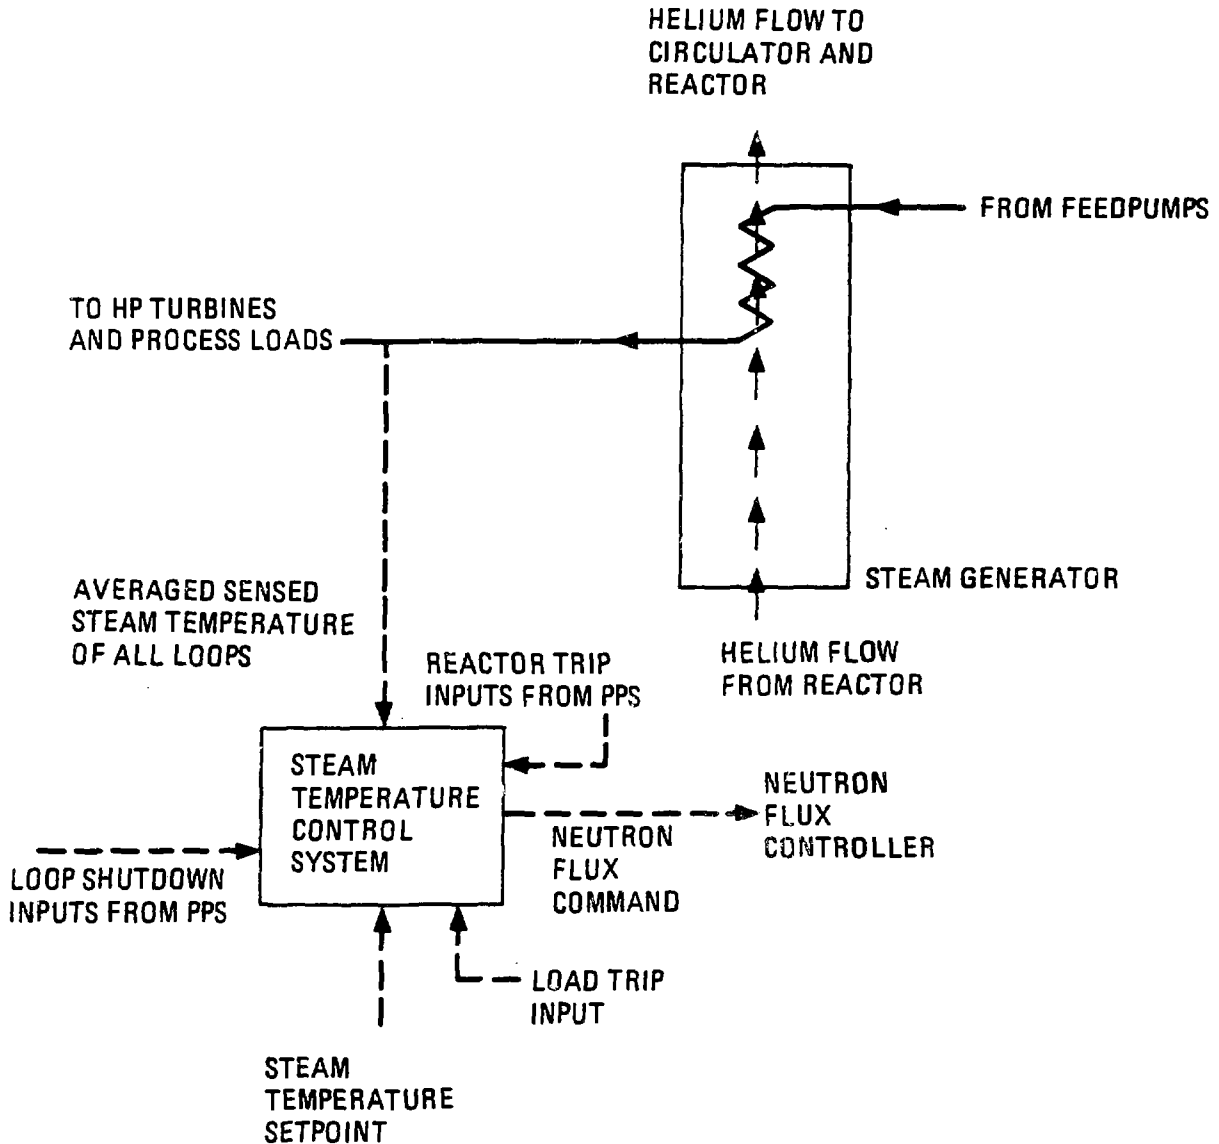 HELIUM FLOW TO
CIRCULATOR AND
REACTOR
FROM FEEDPUMPS
TO HP TURBINES
AND PROCESS LOADS
STEAM GENERATOR
AVERAGED SENSED
STEAM TEMPERATURE
OF ALL LOOPS
HELIUM FLOW
FROM REACTOR
REACTOR TRIP
INPUTS FROM PPS
STEAM
TEMPERATURE
CONTROL
SYSTEM
NEUTRON
FLUX
CONTROLLER
NEUTRON
FLUX
COMMAND
LOOP SHUTDOWN
INPUTS FROM PPS
LOAD TRIP
INPUT
STEAM
TEMPERATURE
SETPOINT